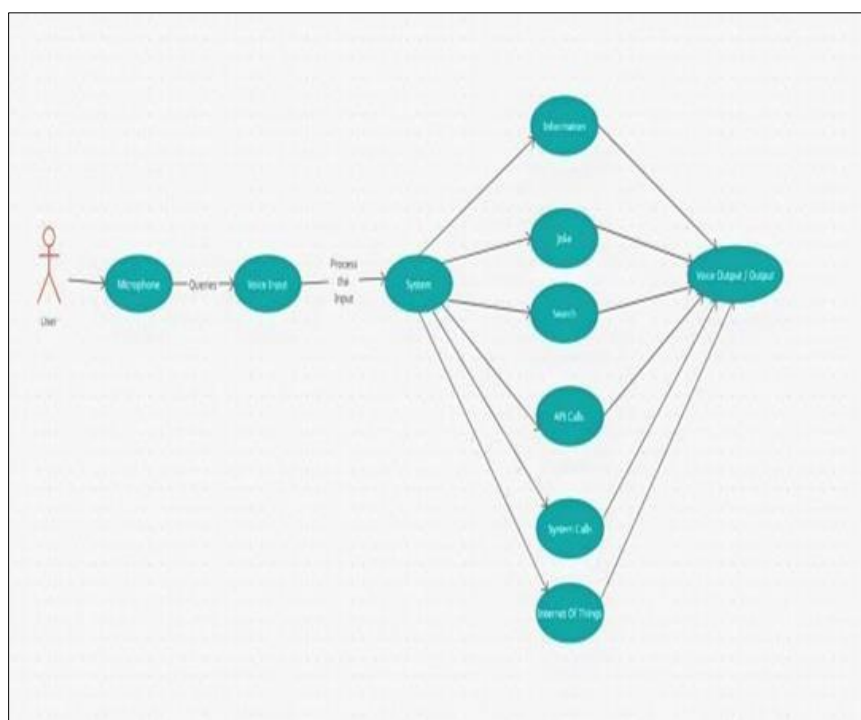 Information
Joke
Search
API Calls
System Calls
Internet Of Things
User
Microphone
Queries
Voice Input
Process
the
Input
System
Voice Output / Output